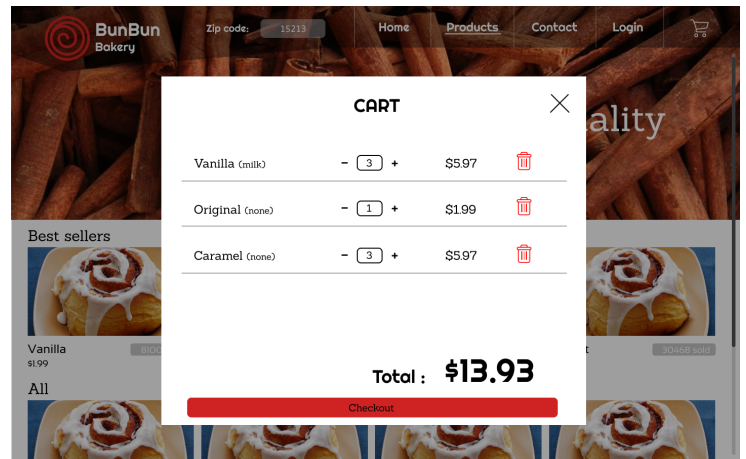 BunBun
Bakery
Zip code: 15213 Home Products Contact Login
ality
CART
Vanilla (milk) - 3 + $5.97
Original (none) - 1 + $1.99
Caramel (none) - 3 + $5.97
Total : $13.93
Checkout
Best sellers
Vanilla 8100
$1.99
t 30468 sold
All